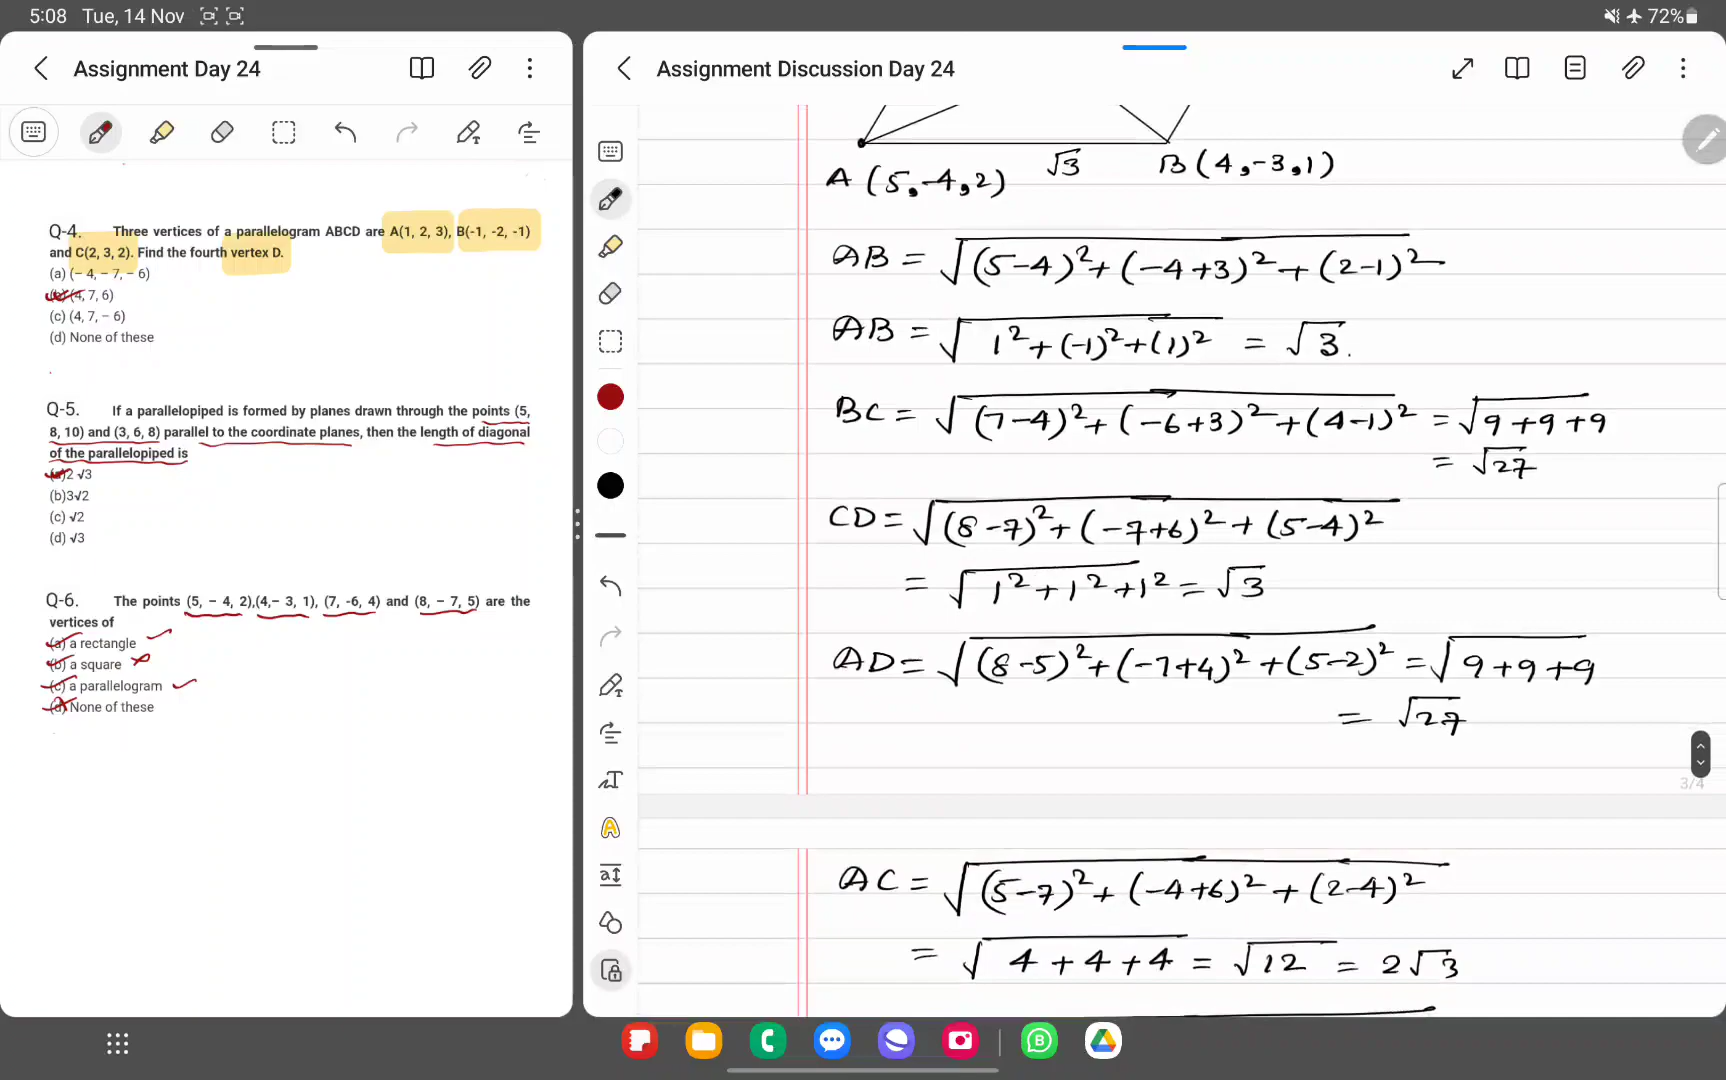 5:08 Tue, 14 Nov
72%
Assignment Day 24
Q-4. Three vertices of a parallelogram ABCD are A(1, 2, 3), B(-1, -2, -1)
and C(2, 3, 2). Find the fourth vertex D.
(a) (– 4, – 7, – 6)
(b) (4, 7, 6)
(c) (4, 7, – 6)
(d) None of these
Q-5. If a parallelopiped is formed by planes drawn through the points (5,
8, 10) and (3, 6, 8) parallel to the coordinate planes, then the length of diagonal
of the parallelopiped is
(a)2 √3
(b)3√2
(c) √2
(d) √3
Q-6. The points (5, – 4, 2),(4,– 3, 1), (7, -6, 4) and (8, – 7, 5) are the
vertices of
(a) a rectangle
(b) a square
(c) a parallelogram
(d) None of these
Assignment Discussion Day 24
A (5,-4,2) √3 B (4,-3,1)
AB = √(5-4)²+(-4+3)²+(2-1)²
AB = √1²+(-1)²+(1)² = √3.
BC = √(7-4)²+(-6+3)²+(4-1)² = √9+9+9
= √27
CD = √(8-7)²+(-7+6)²+(5-4)²
= √1²+1²+1² = √3
AD = √(8-5)²+(-7+4)²+(5-2)² = √9+9+9
= √27
3/4
AC = √(5-7)²+(-4+6)²+(2-4)²
= √4+4+4 = √12 = 2√3